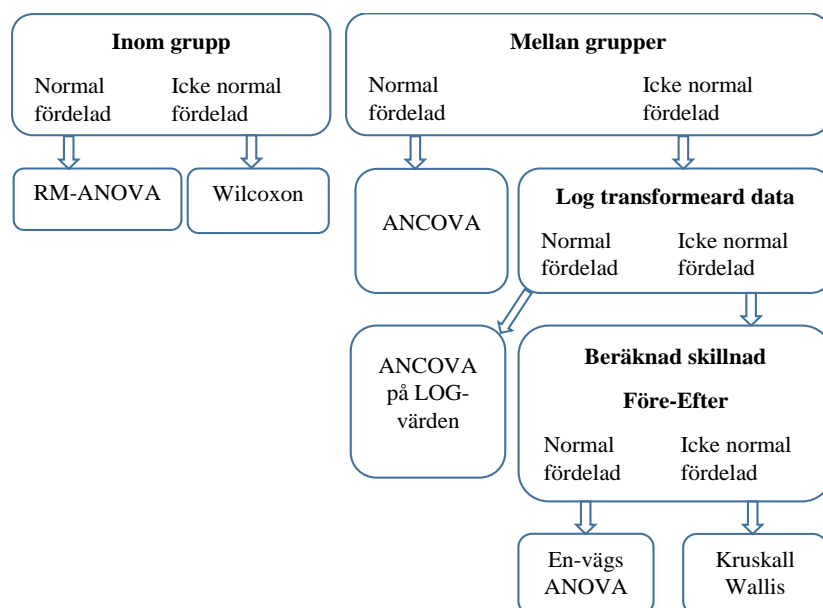 Inom grupp
Normal
fördelad
Icke normal
fördelad
RM-ANOVA
Wilcoxon
Mellan grupper
Normal
fördelad
Icke normal
fördelad
ANCOVA
Log transformeard data
Normal
fördelad
Icke normal
fördelad
ANCOVA
på LOG-
värden
Beräknad skillnad
Före-Efter
Normal
fördelad
Icke normal
fördelad
En-vägs
ANOVA
Kruskall
Wallis